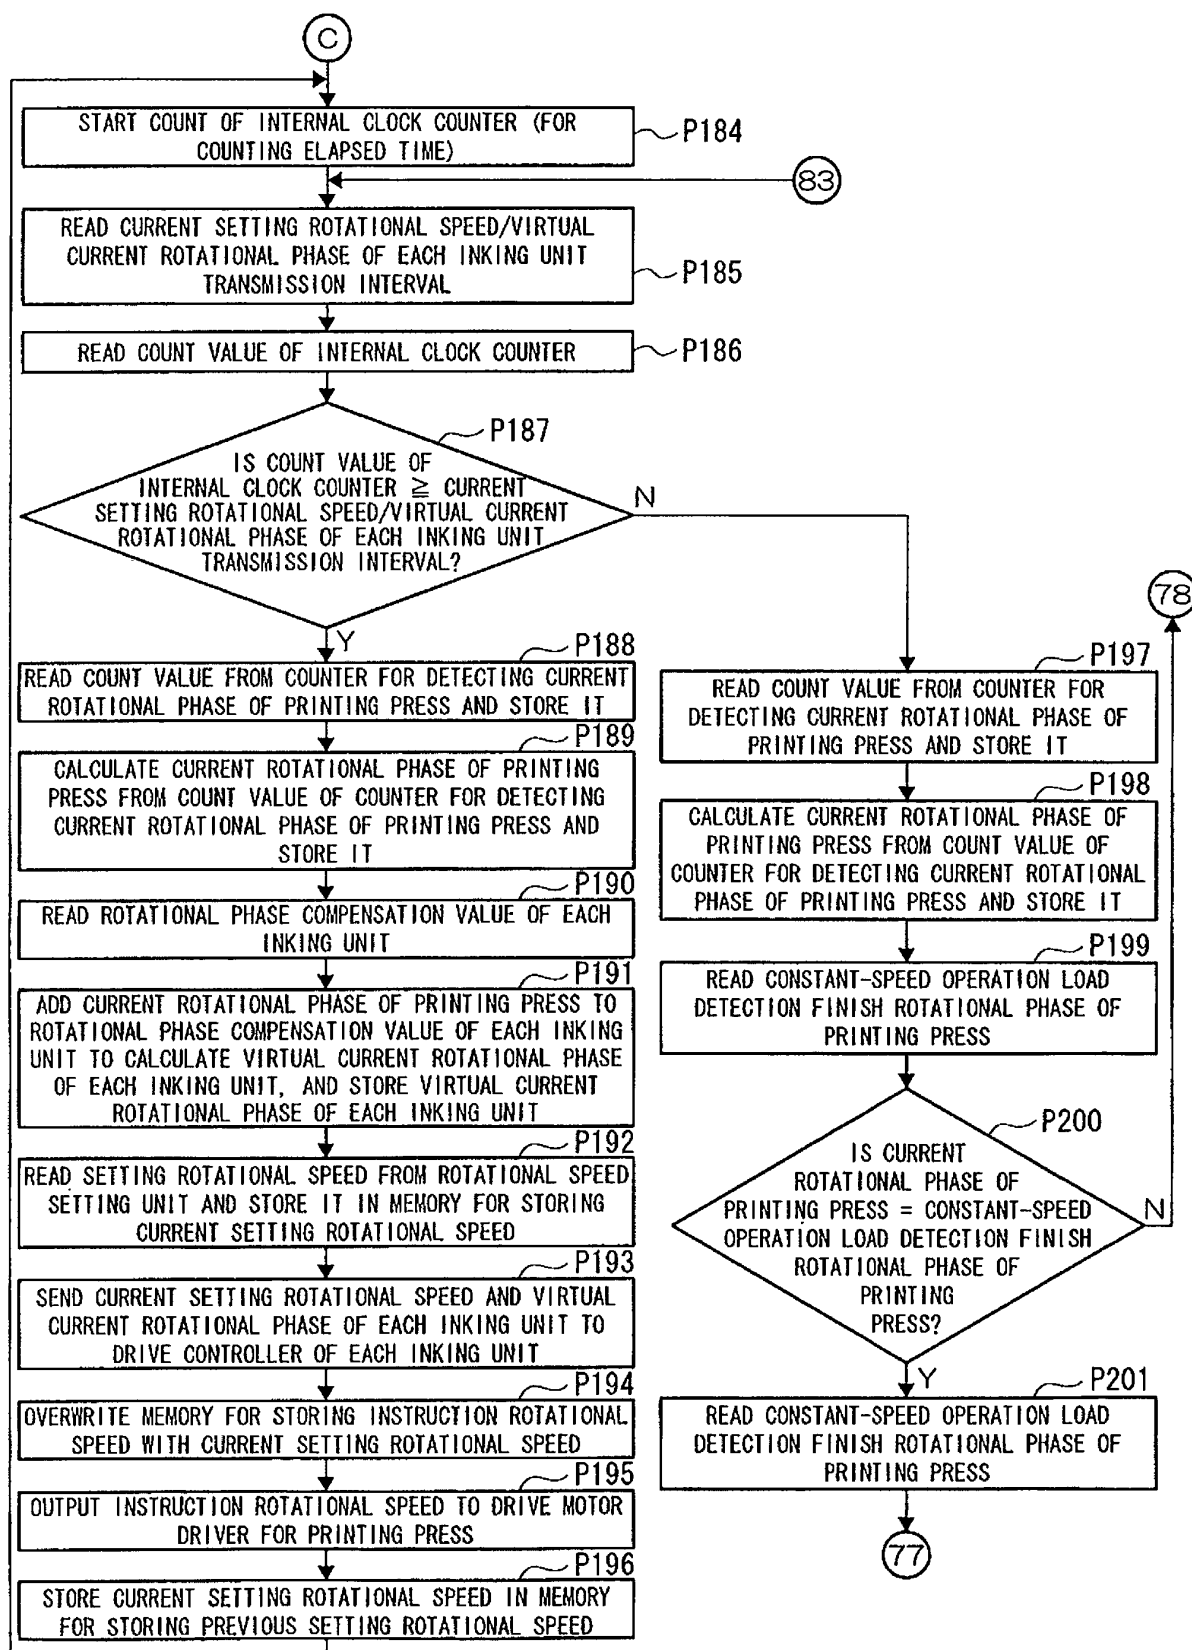 C
START COUNT OF INTERNAL CLOCK COUNTER (FOR
COUNTING ELAPSED TIME)
P184
83
READ CURRENT SETTING ROTATIONAL SPEED/VIRTUAL
CURRENT ROTATIONAL PHASE OF EACH INKING UNIT
TRANSMISSION INTERVAL
P185
READ COUNT VALUE OF INTERNAL CLOCK COUNTER
P186
P187
IS COUNT VALUE OF
INTERNAL CLOCK COUNTER ≧ CURRENT
SETTING ROTATIONAL SPEED/VIRTUAL CURRENT
ROTATIONAL PHASE OF EACH INKING UNIT
TRANSMISSION INTERVAL?
N
Y
P188
READ COUNT VALUE FROM COUNTER FOR DETECTING CURRENT
ROTATIONAL PHASE OF PRINTING PRESS AND STORE IT
P189
CALCULATE CURRENT ROTATIONAL PHASE OF PRINTING
PRESS FROM COUNT VALUE OF COUNTER FOR DETECTING
CURRENT ROTATIONAL PHASE OF PRINTING PRESS AND
STORE IT
P190
READ ROTATIONAL PHASE COMPENSATION VALUE OF EACH
INKING UNIT
P191
ADD CURRENT ROTATIONAL PHASE OF PRINTING PRESS TO
ROTATIONAL PHASE COMPENSATION VALUE OF EACH INKING
UNIT TO CALCULATE VIRTUAL CURRENT ROTATIONAL PHASE
OF EACH INKING UNIT, AND STORE VIRTUAL CURRENT
ROTATIONAL PHASE OF EACH INKING UNIT
P192
READ SETTING ROTATIONAL SPEED FROM ROTATIONAL SPEED
SETTING UNIT AND STORE IT IN MEMORY FOR STORING
CURRENT SETTING ROTATIONAL SPEED
P193
SEND CURRENT SETTING ROTATIONAL SPEED AND VIRTUAL
CURRENT ROTATIONAL PHASE OF EACH INKING UNIT TO
DRIVE CONTROLLER OF EACH INKING UNIT
P194
OVERWRITE MEMORY FOR STORING INSTRUCTION ROTATIONAL
SPEED WITH CURRENT SETTING ROTATIONAL SPEED
P195
OUTPUT INSTRUCTION ROTATIONAL SPEED TO DRIVE MOTOR
DRIVER FOR PRINTING PRESS
P196
STORE CURRENT SETTING ROTATIONAL SPEED IN MEMORY
FOR STORING PREVIOUS SETTING ROTATIONAL SPEED
78
P197
READ COUNT VALUE FROM COUNTER FOR
DETECTING CURRENT ROTATIONAL PHASE OF
PRINTING PRESS AND STORE IT
P198
CALCULATE CURRENT ROTATIONAL PHASE OF
PRINTING PRESS FROM COUNT VALUE OF
COUNTER FOR DETECTING CURRENT ROTATIONAL
PHASE OF PRINTING PRESS AND STORE IT
P199
READ CONSTANT-SPEED OPERATION LOAD
DETECTION FINISH ROTATIONAL PHASE OF
PRINTING PRESS
P200
IS CURRENT
ROTATIONAL PHASE OF
PRINTING PRESS = CONSTANT-SPEED
OPERATION LOAD DETECTION FINISH
ROTATIONAL PHASE OF
PRINTING
PRESS?
N
Y
P201
READ CONSTANT-SPEED OPERATION LOAD
DETECTION FINISH ROTATIONAL PHASE OF
PRINTING PRESS
77